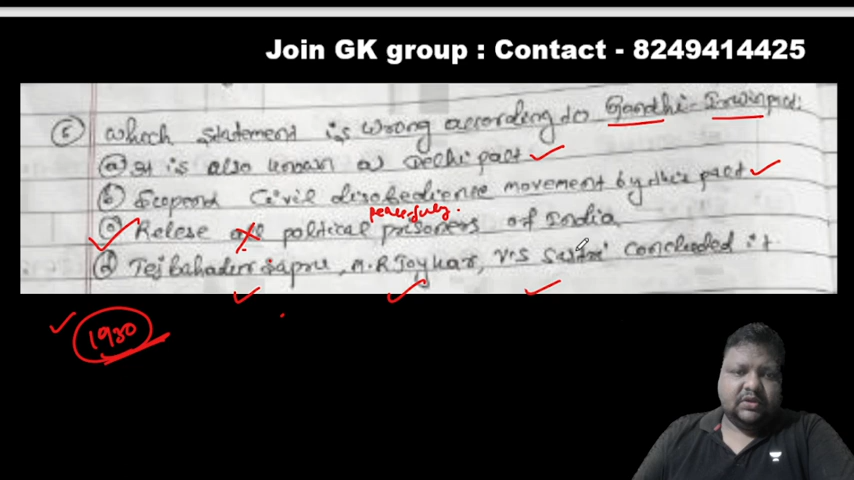 Join GK group : Contact - 8249414425
⑤ which statement is wrong according to Gandhi-Irwin pact.
ⓐ It is also known as Delhi pact
ⓑ Suspend Civil disobedience movement by this pact
peacefully.
ⓒ Relese all political prisoners of India
ⓓ Tej bahadur Sapru, M.R Joykar, V.S Sastri concluded it
1930